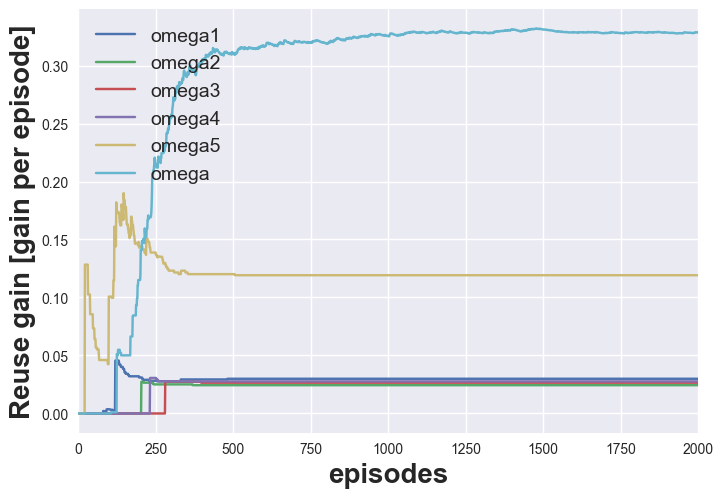 Reuse gain [gain per episode]
0.30
0.25
0.20
0.15
0.10
0.05
0.00
omega1
omega2
omega3
omega4
omega5
omega
0 250 500 750 1000 1250 1500 1750 2000
episodes